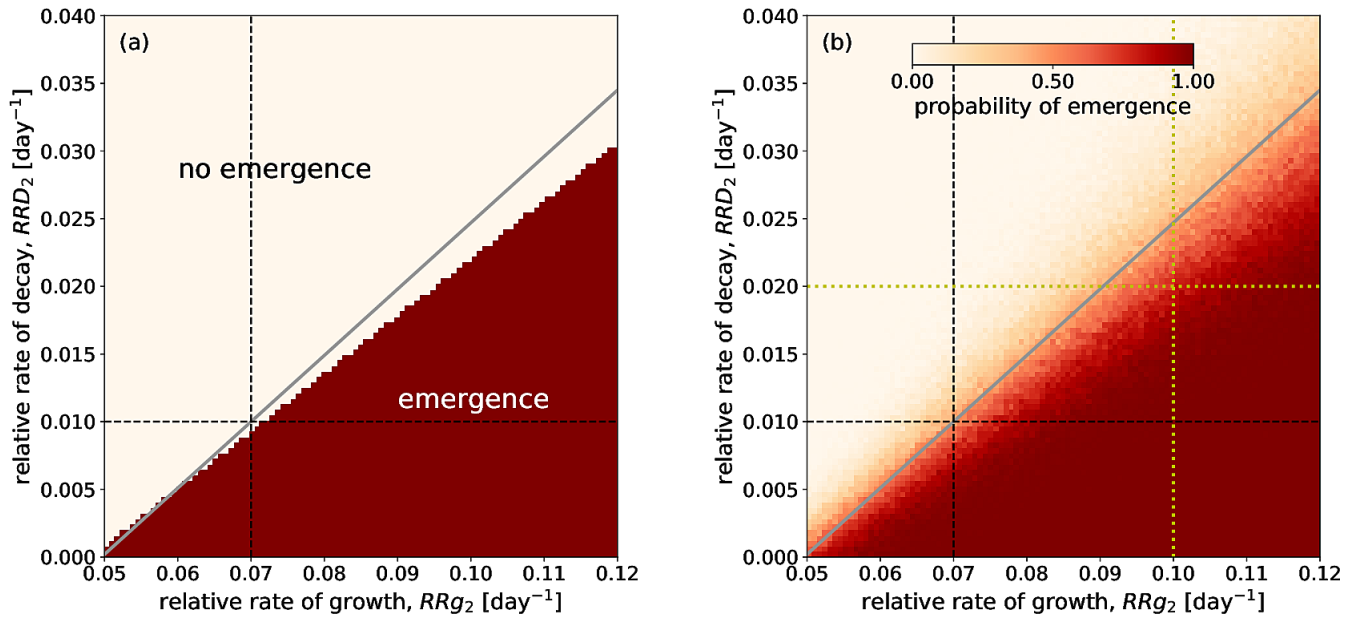 (a)
no emergence
emergence
0.040
0.035
0.030
0.025
0.020
0.015
0.010
0.005
0.000
relative rate of decay, RRD₂ [day⁻¹]
0.05 0.06 0.07 0.08 0.09 0.10 0.11 0.12
relative rate of growth, RRg₂ [day⁻¹]
(b)
0.00 0.50 1.00
probability of emergence
0.040
0.035
0.030
0.025
0.020
0.015
0.010
0.005
0.000
relative rate of decay, RRD₂ [day⁻¹]
0.05 0.06 0.07 0.08 0.09 0.10 0.11 0.12
relative rate of growth, RRg₂ [day⁻¹]